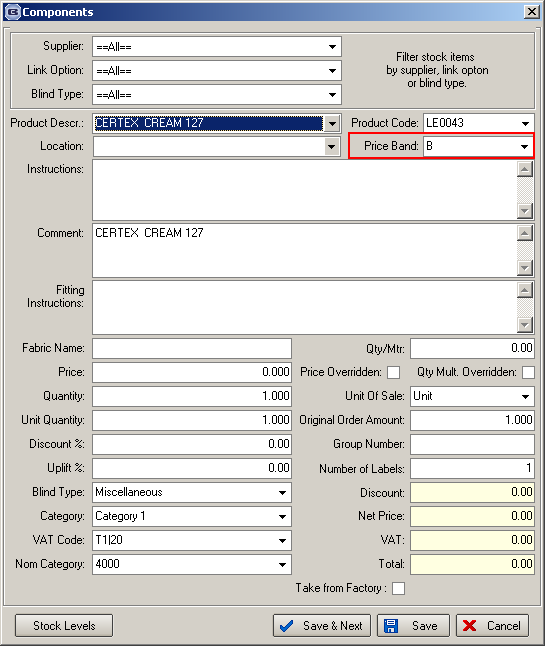 Components
Supplier: ==All==
Link Option: ==All==
Blind Type: ==All==
Filter stock items
by supplier, link opton
or blind type.
Product Descr.: CERTEX CREAM 127 Product Code: LE0043
Location: Price Band: B
Instructions:
Comment: CERTEX CREAM 127
Fitting
Instructions:
Fabric Name: Qty/Mtr: 0.00
Price: 0.000 Price Overridden: Qty Mult. Overridden:
Quantity: 1.000 Unit Of Sale: Unit
Unit Quantity: 1.000 Original Order Amount: 1.000
Discount %: 0.00 Group Number:
Uplift %: 0.00 Number of Labels: 1
Blind Type: Miscellaneous Discount: 0.00
Category: Category 1 Net Price: 0.00
VAT Code: T1|20 VAT: 0.00
Nom Category: 4000 Total: 0.00
Take from Factory :
Stock Levels Save & Next Save Cancel